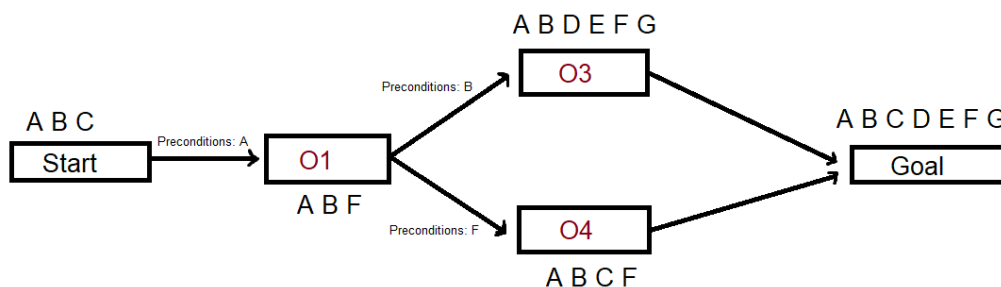 A B D E F G
O3
Preconditions: B
A B C
Start
Preconditions: A
O1
A B F
A B C D E F G
Goal
Preconditions: F
O4
A B C F